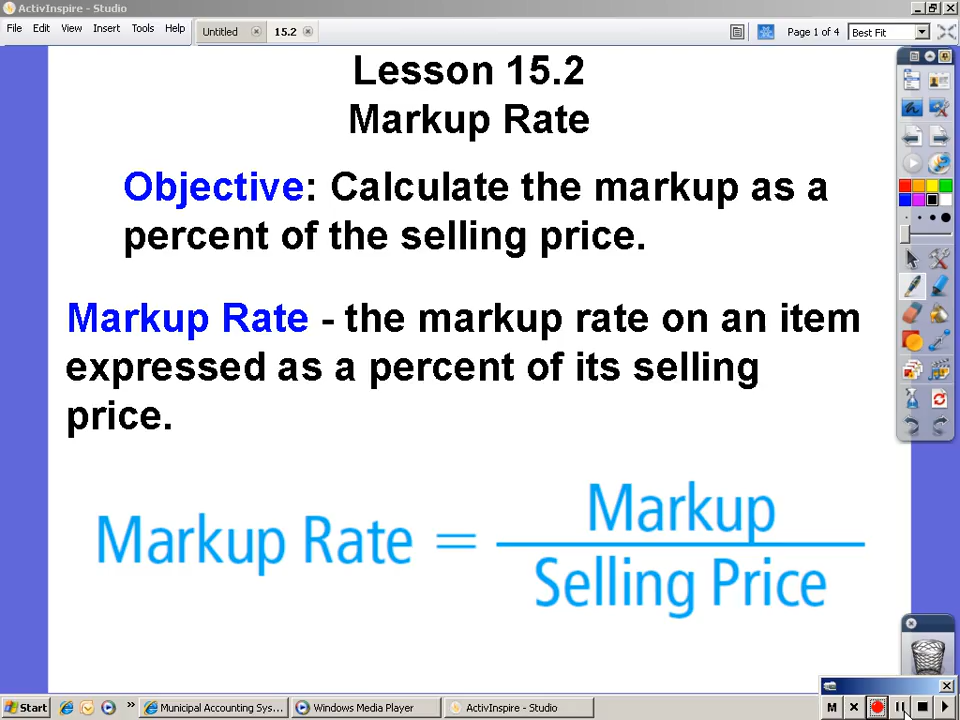 ActivInspire - Studio
File Edit View Insert Tools Help
Untitled 15.2
Page 1 of 4 Best Fit
Lesson 15.2
Markup Rate
Objective: Calculate the markup as a
percent of the selling price.
Markup Rate - the markup rate on an item
expressed as a percent of its selling
price.
Markup Rate = Markup
Selling Price
M
Start » Municipal Accounting Sys... Windows Media Player ActivInspire - Studio